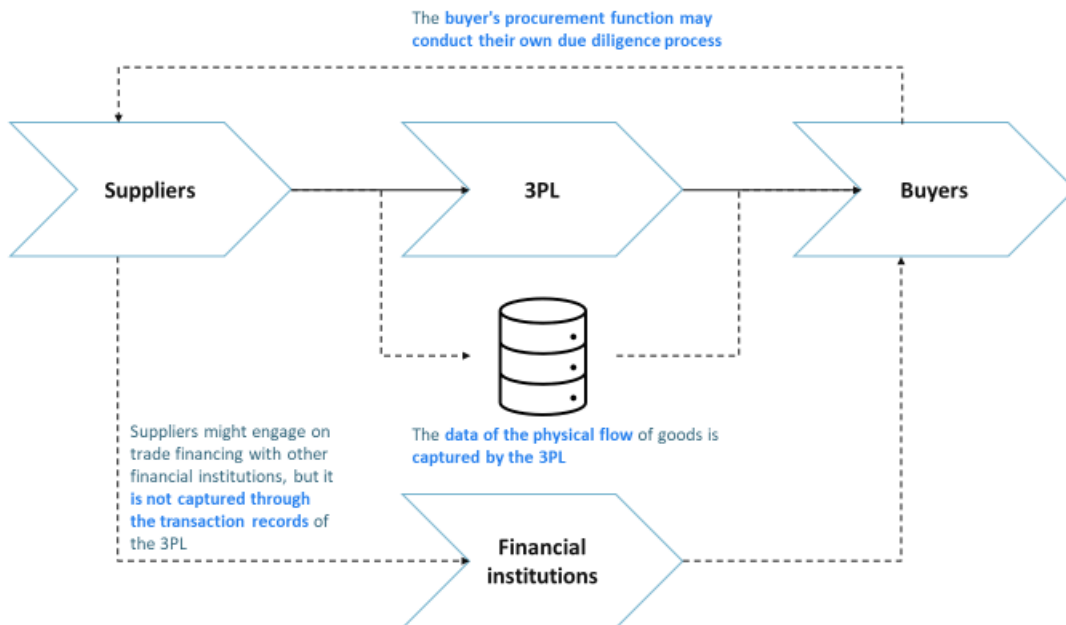 The buyer's procurement function may
conduct their own due diligence process
Suppliers
3PL
Buyers
Suppliers might engage on
trade financing with other
financial institutions, but it
is not captured through
the transaction records of
the 3PL
The data of the physical flow of goods is
captured by the 3PL
Financial
institutions